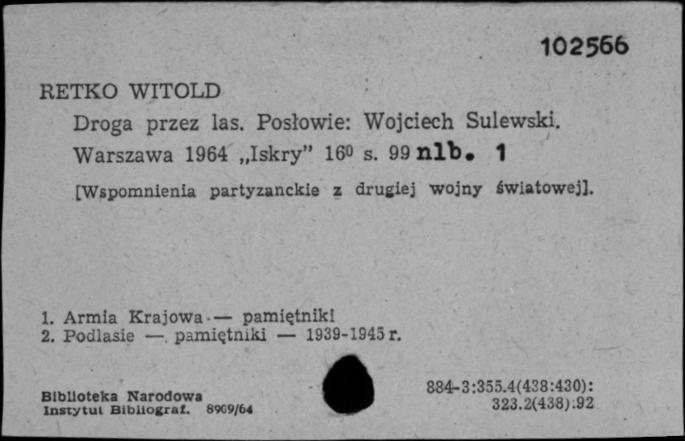 102566
RETKO WITOLD
Droga przez las. Posłowie: Wojciech Sulewski.
Warszawa 1964 „Iskry” 16⁰ s. 99 nlb. 1
[Wspomnienia partyzanckie z drugiej wojny światowej].
1. Armia Krajowa — pamiętniki
2. Podlasie — pamiętniki — 1939-1945 r.
884-3:355.4(438:430):
323.2(438):92
Biblioteka Narodowa
Instytut Bibliograf. 8909/64